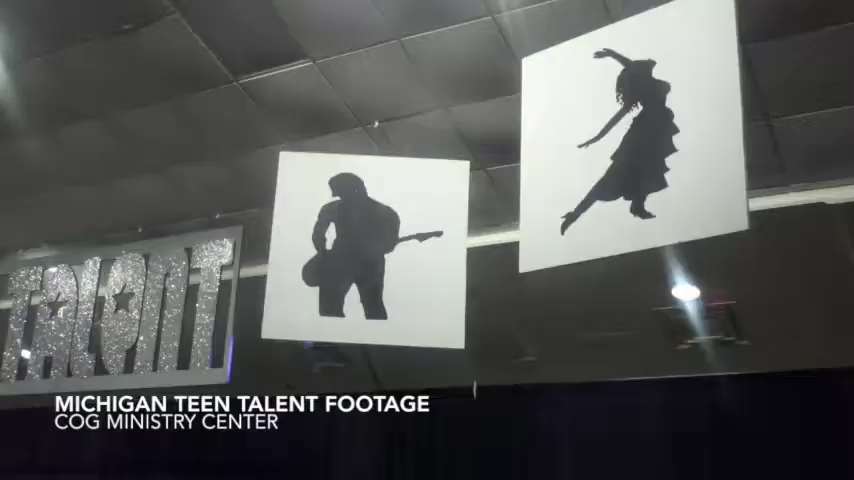 TALENT
MICHIGAN TEEN TALENT FOOTAGE
COG MINISTRY CENTER